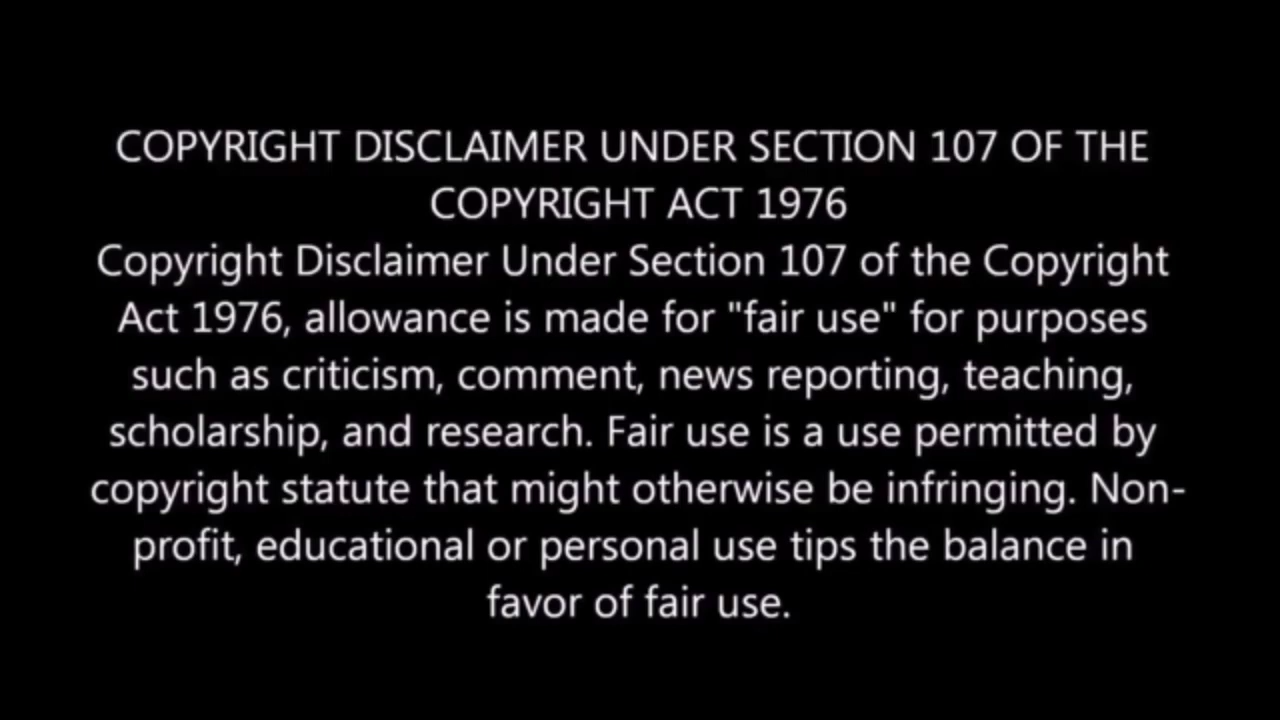 COPYRIGHT DISCLAIMER UNDER SECTION 107 OF THE
COPYRIGHT ACT 1976
Copyright Disclaimer Under Section 107 of the Copyright
Act 1976, allowance is made for "fair use" for purposes
such as criticism, comment, news reporting, teaching,
scholarship, and research. Fair use is a use permitted by
copyright statute that might otherwise be infringing. Non-
profit, educational or personal use tips the balance in
favor of fair use.